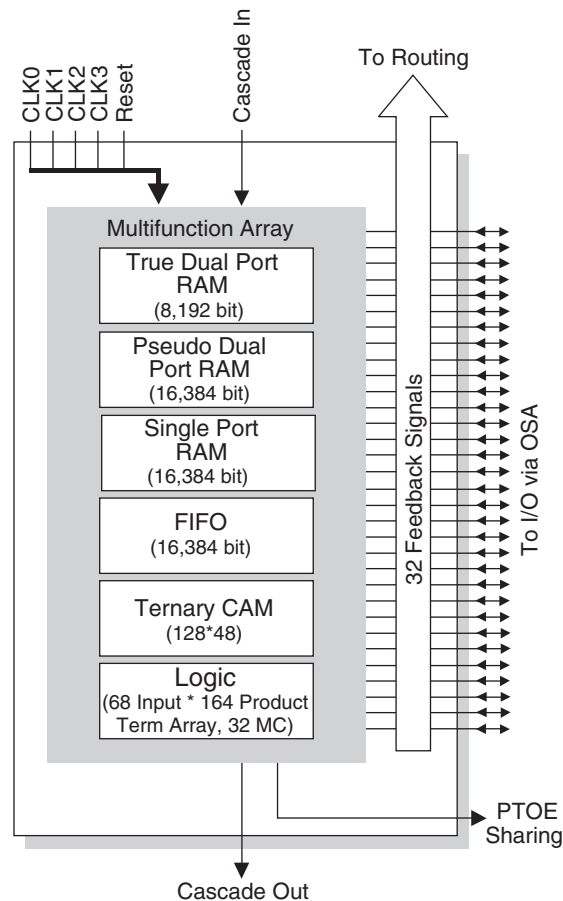 CLK0
CLK1
CLK2
CLK3
Reset
Cascade In
To Routing
Multifunction Array
True Dual Port
RAM
(8,192 bit)
Pseudo Dual
Port RAM
(16,384 bit)
Single Port
RAM
(16,384 bit)
FIFO
(16,384 bit)
Ternary CAM
(128*48)
Logic
(68 Input * 164 Product
Term Array, 32 MC)
32 Feedback Signals
To I/O via OSA
PTOE
Sharing
Cascade Out